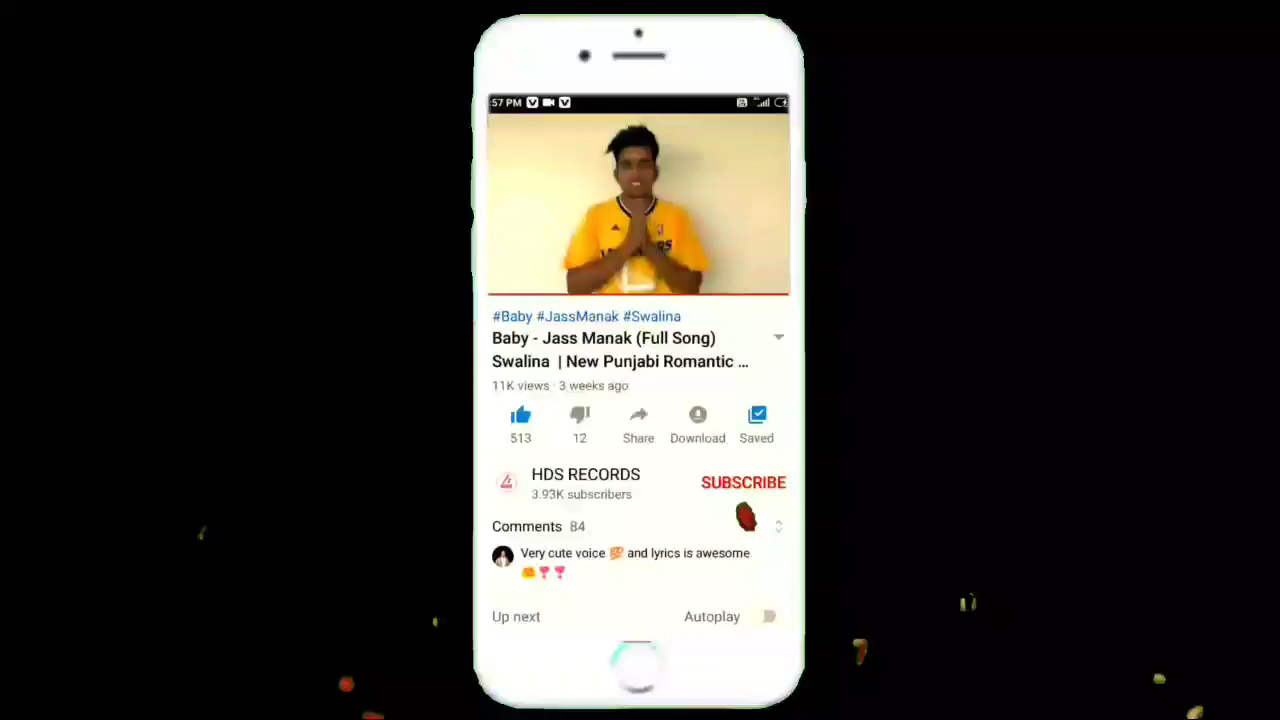 :57 PM
#Baby #JassManak #Swalina
Baby - Jass Manak (Full Song)
Swalina | New Punjabi Romantic ...
11K views · 3 weeks ago
513
12
Share
Download
Saved
HDS RECORDS
3.93K subscribers
SUBSCRIBE
Comments 84
Very cute voice 💯 and lyrics is awesome
Up next
Autoplay